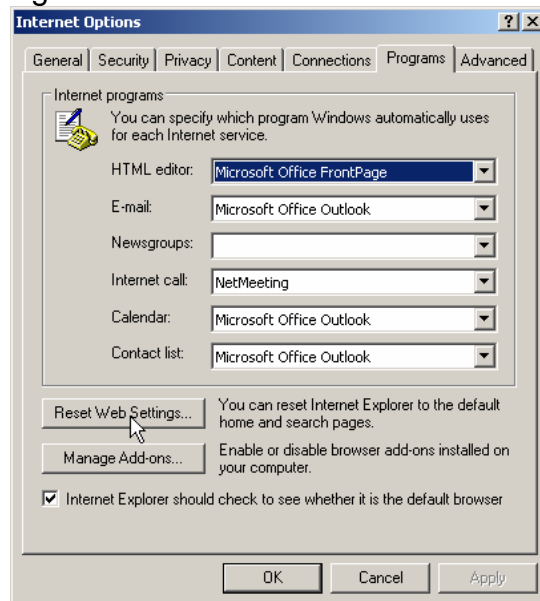 Internet Options
General Security Privacy Content Connections Programs Advanced
Internet programs
You can specify which program Windows automatically uses
for each Internet service.
HTML editor: Microsoft Office FrontPage
E-mail: Microsoft Office Outlook
Newsgroups:
Internet call: NetMeeting
Calendar: Microsoft Office Outlook
Contact list: Microsoft Office Outlook
Reset Web Settings... You can reset Internet Explorer to the default
home and search pages.
Manage Add-ons... Enable or disable browser add-ons installed on
your computer.
Internet Explorer should check to see whether it is the default browser
OK Cancel Apply